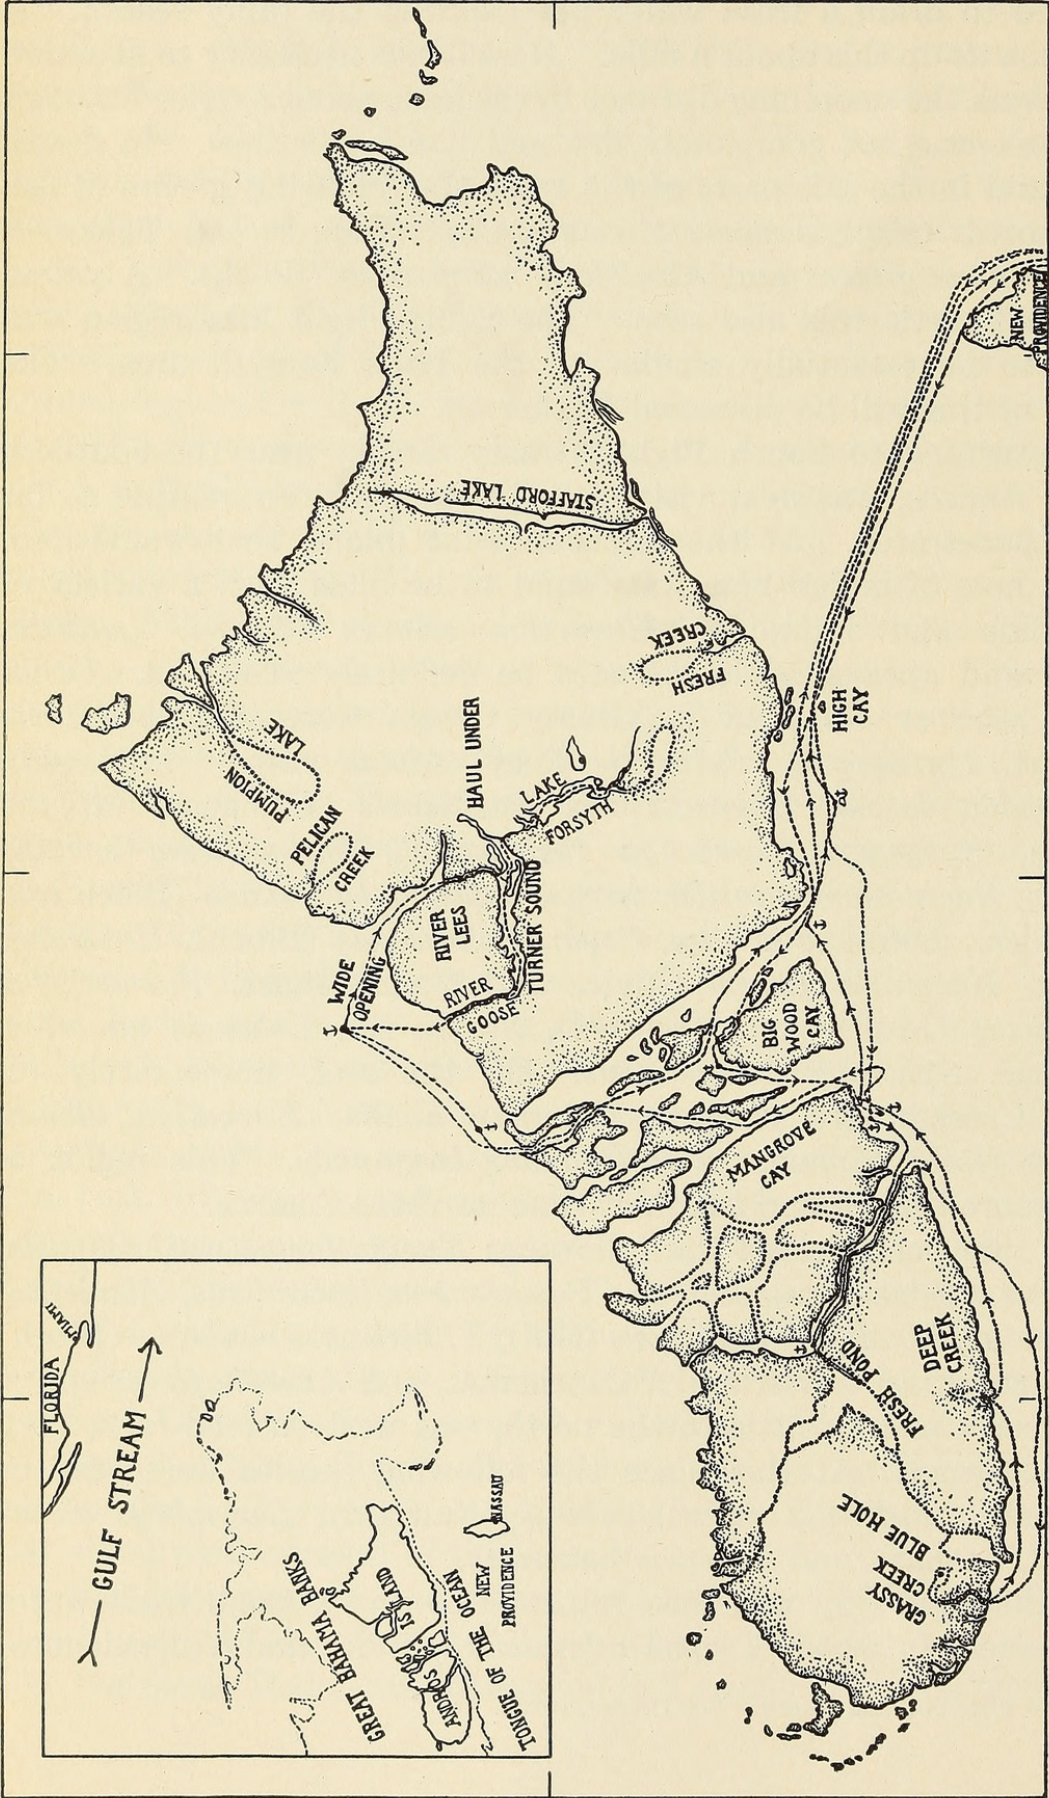 NEW
PROVIDENCE
STAFFORD LAKE
FRESH
CREEK
HIGH
CAY
PUMPION
LAKE
HAUL UNDER
LAKE
FORSYTH
PELICAN
CREEK
RIVER
LEES
TURNER SOUND
WIDE
OPENING
GOOSE
RIVER
BIG
WOOD
CAY
MANGROVE
CAY
DEEP
CREEK
FRESH POND
BLUE HOLE
GRASSY
CREEK
FLORIDA
MIAMI
GULF STREAM
GREAT BAHAMA BANKS
ANDROS
ISLAND
TONGUE OF THE OCEAN
NEW
PROVIDENCE
NASSAU